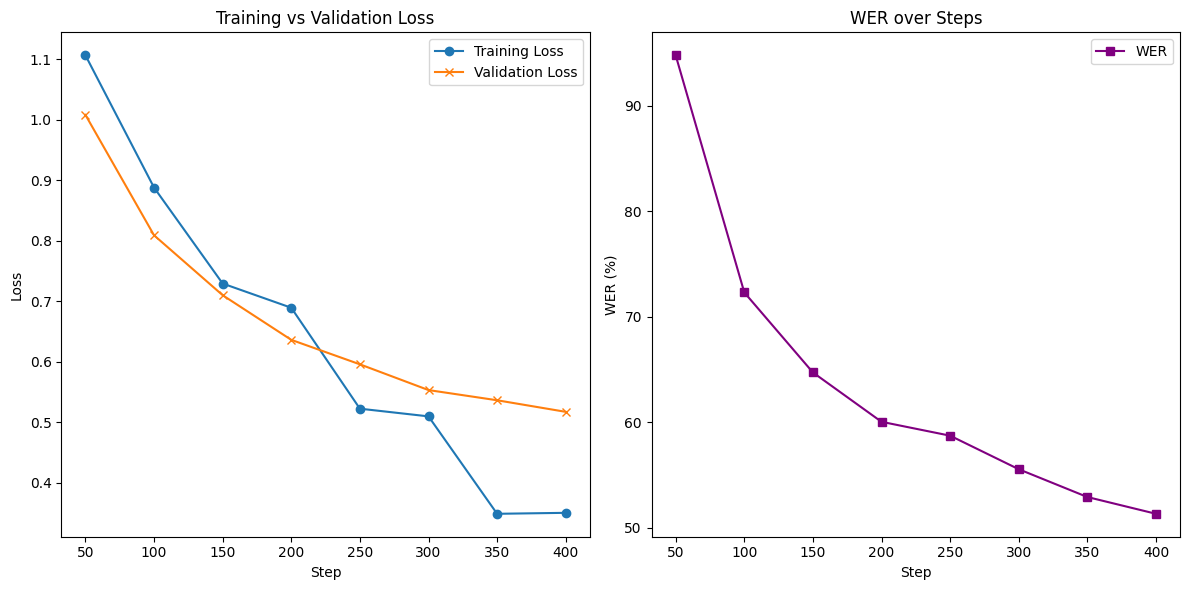 Training vs Validation Loss
Training Loss
Validation Loss
1.1
1.0
0.9
0.8
0.7
0.6
0.5
0.4
Loss
50 100 150 200 250 300 350 400
Step
WER over Steps
WER
90
80
70
60
50
WER (%)
50 100 150 200 250 300 350 400
Step